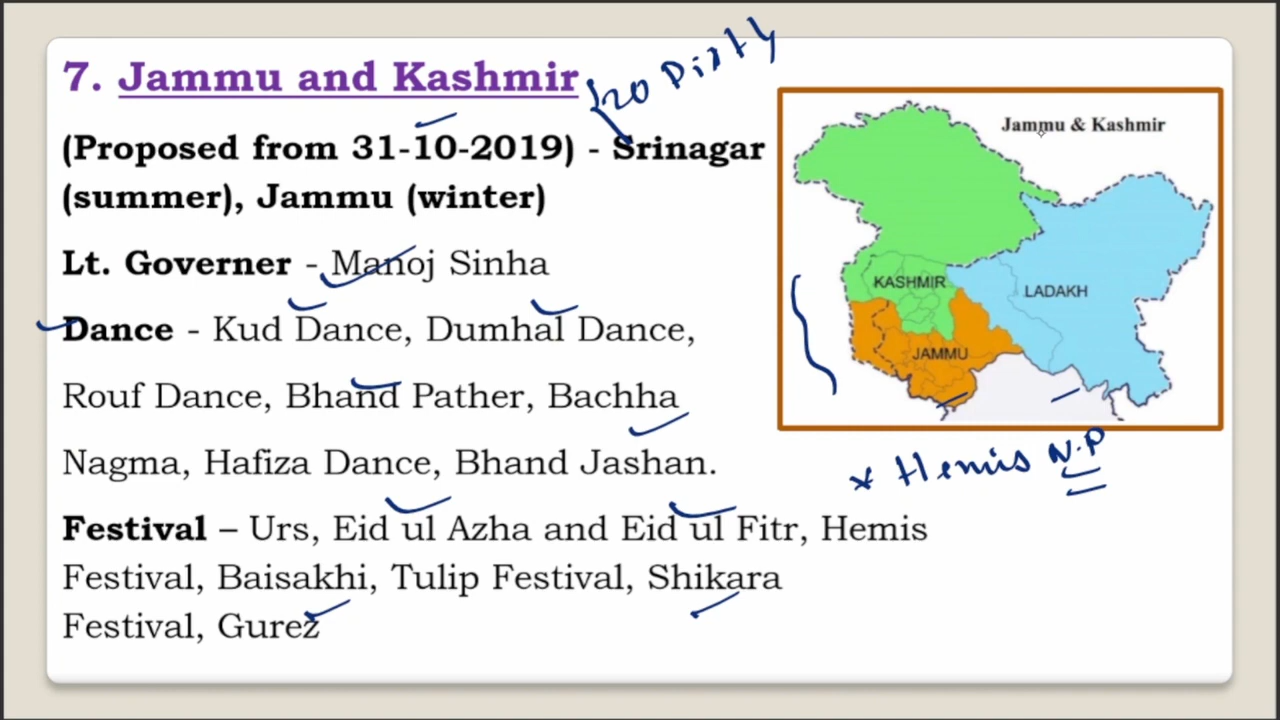 7. Jammu and Kashmir
{20 Distt
(Proposed from 31-10-2019) - Srinagar
(summer), Jammu (winter)
Lt. Governer - Manoj Sinha
Dance - Kud Dance, Dumhal Dance,
Rouf Dance, Bhand Pather, Bachha
Nagma, Hafiza Dance, Bhand Jashan.
Festival – Urs, Eid ul Azha and Eid ul Fitr, Hemis
Festival, Baisakhi, Tulip Festival, Shikara
Festival, Gurez
Jammu & Kashmir
KASHMIR
LADAKH
JAMMU
* Hemis N.P